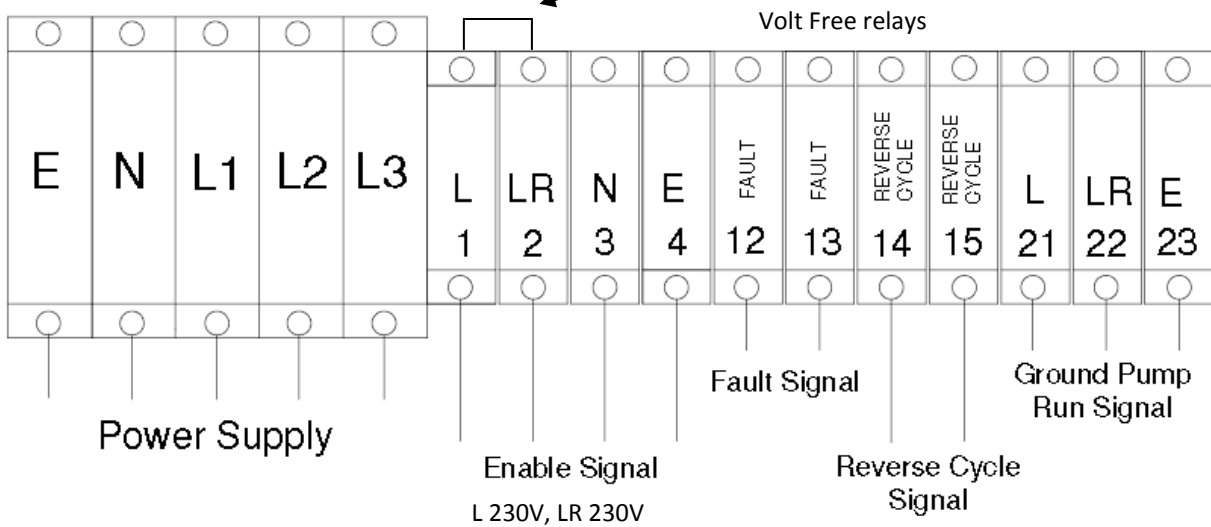 Volt Free relays
E N L1 L2 L3
L LR N E FAULT FAULT REVERSE CYCLE REVERSE CYCLE L LR E
1 2 3 4 12 13 14 15 21 22 23
Fault Signal
Ground Pump
Run Signal
Power Supply
Enable Signal
Reverse Cycle
Signal
L 230V, LR 230V